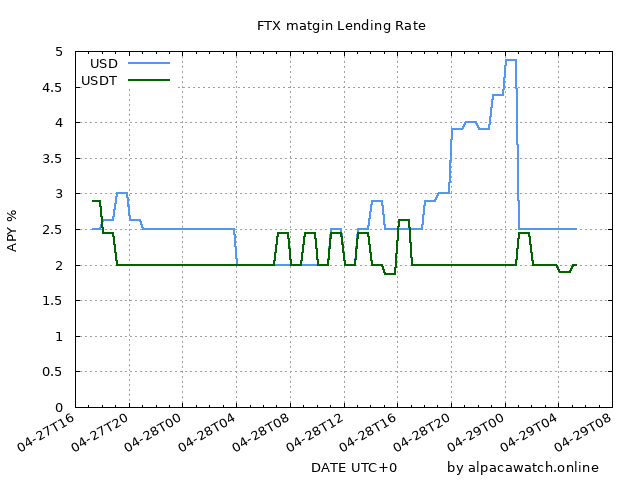 FTX matgin Lending Rate
USD
USDT
5
4.5
4
3.5
3
2.5
2
1.5
1
0.5
0
APY %
04-27T16
04-27T20
04-28T00
04-28T04
04-28T08
04-28T12
04-28T16
04-28T20
04-29T00
04-29T04
04-29T08
DATE UTC+0
by alpacawatch.online